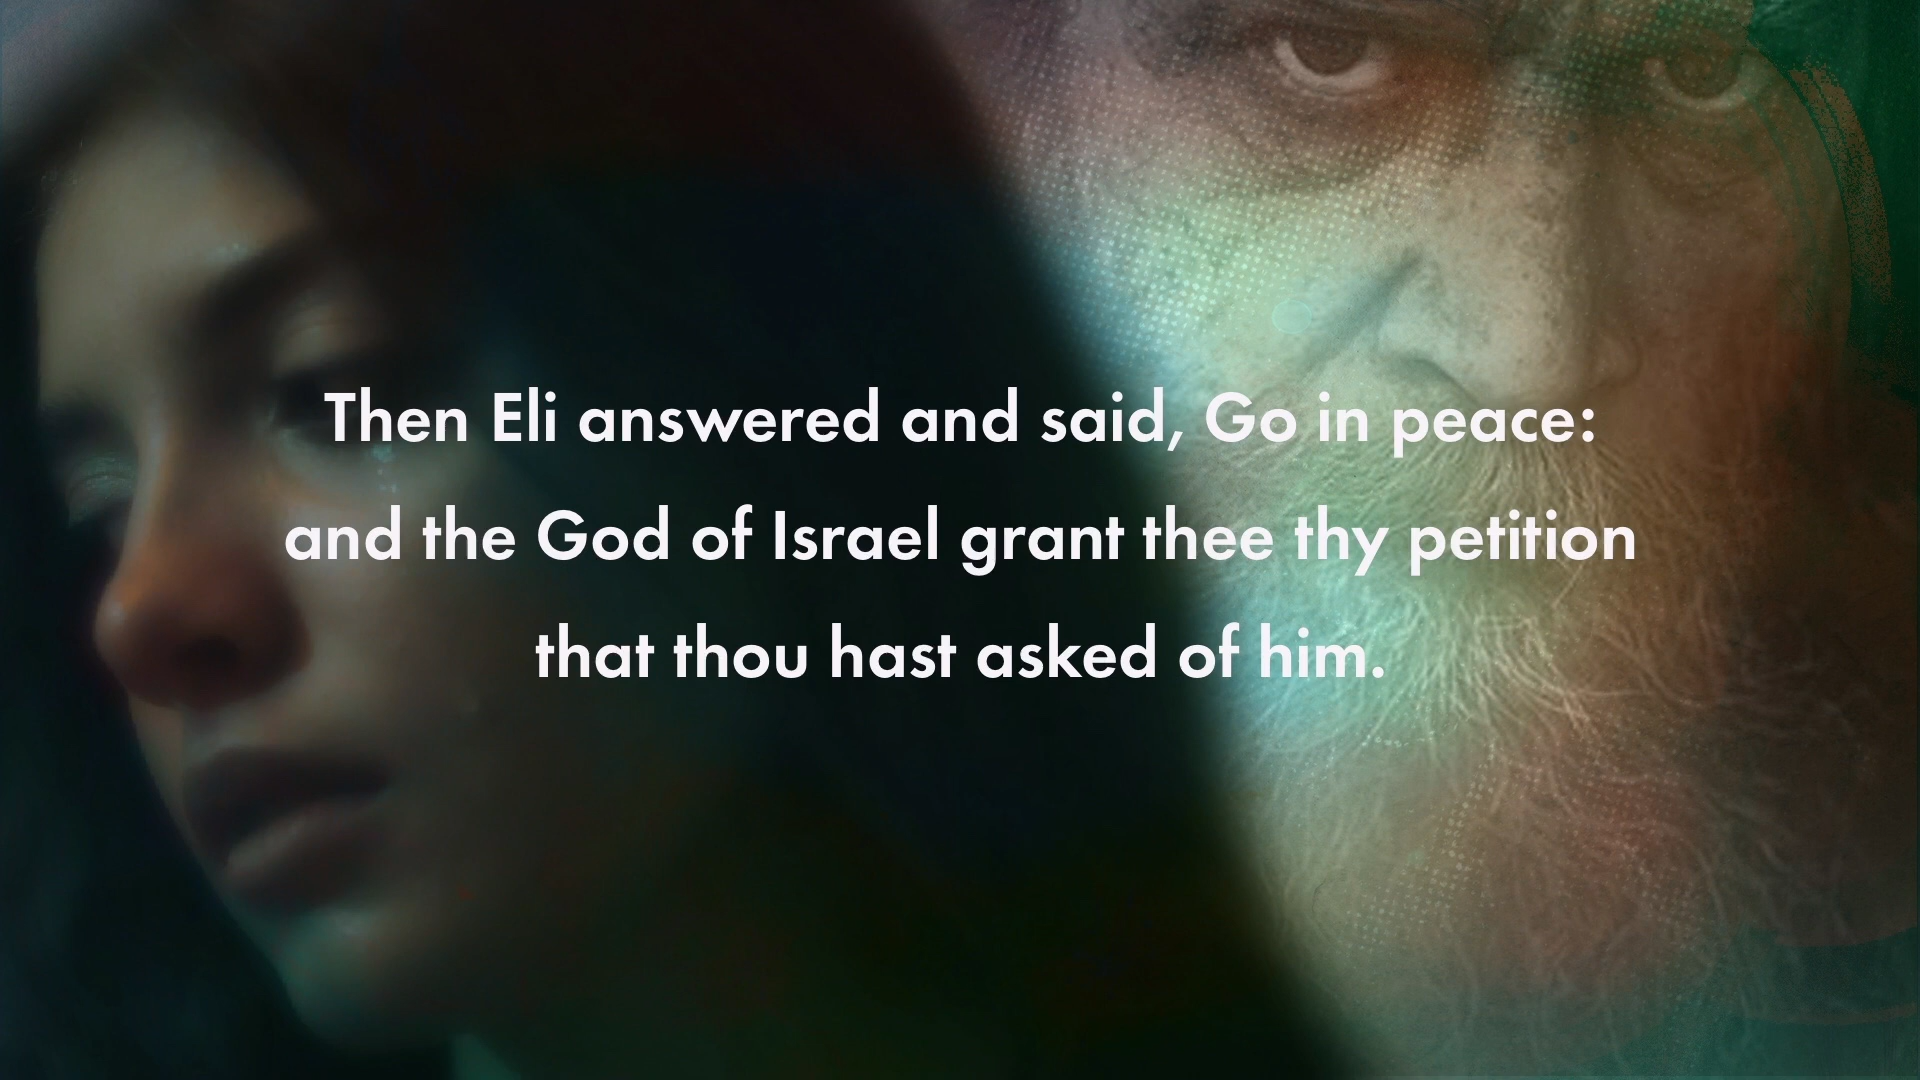 Then Eli answered and said, Go in peace:
and the God of Israel grant thee thy petition
that thou hast asked of him.